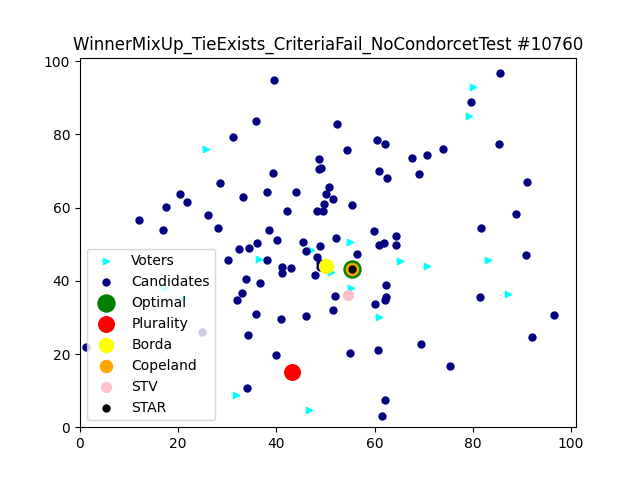 WinnerMixUp_TieExists_CriteriaFail_NoCondorcetTest #10760
100
80
60
40
20
0
Voters
Candidates
Optimal
Plurality
Borda
Copeland
STV
STAR
0 20 40 60 80 100